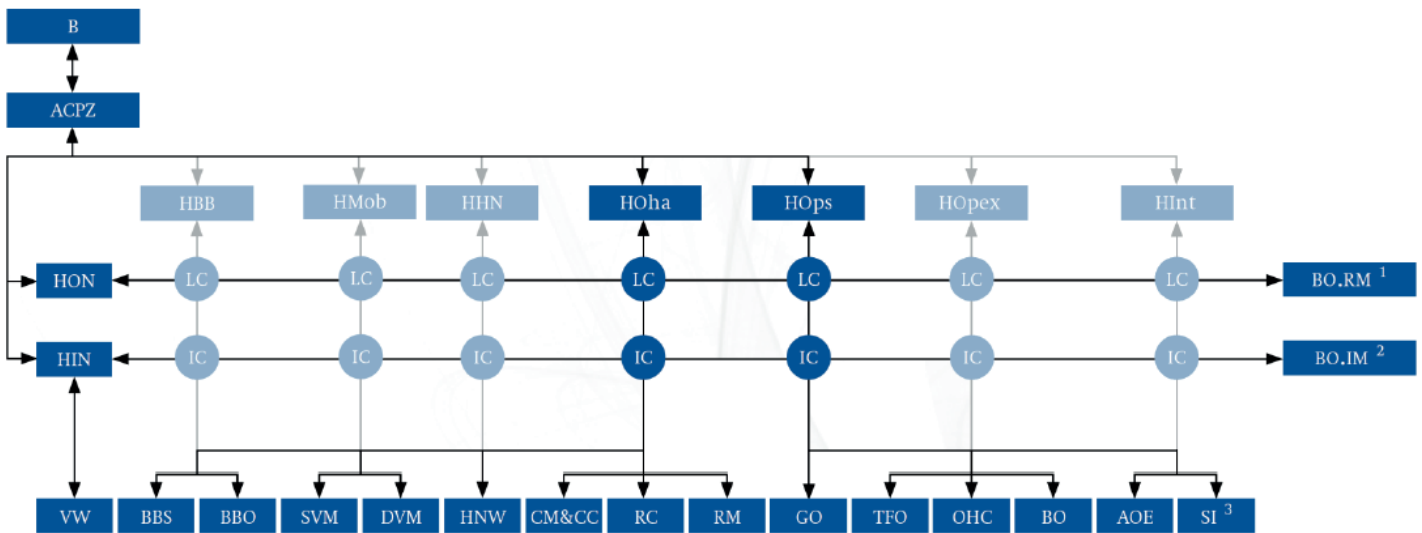 B
ACPZ
HBB HMob HHN HOha HOps HOpex HInt
HON LC LC LC LC LC LC LC BO.RM 1
HIN IC IC IC IC IC IC IC BO.IM 2
VW BBS BBO SVM DVM HNW CM&CC RC RM GO TFO OHC BO AOE SI 3